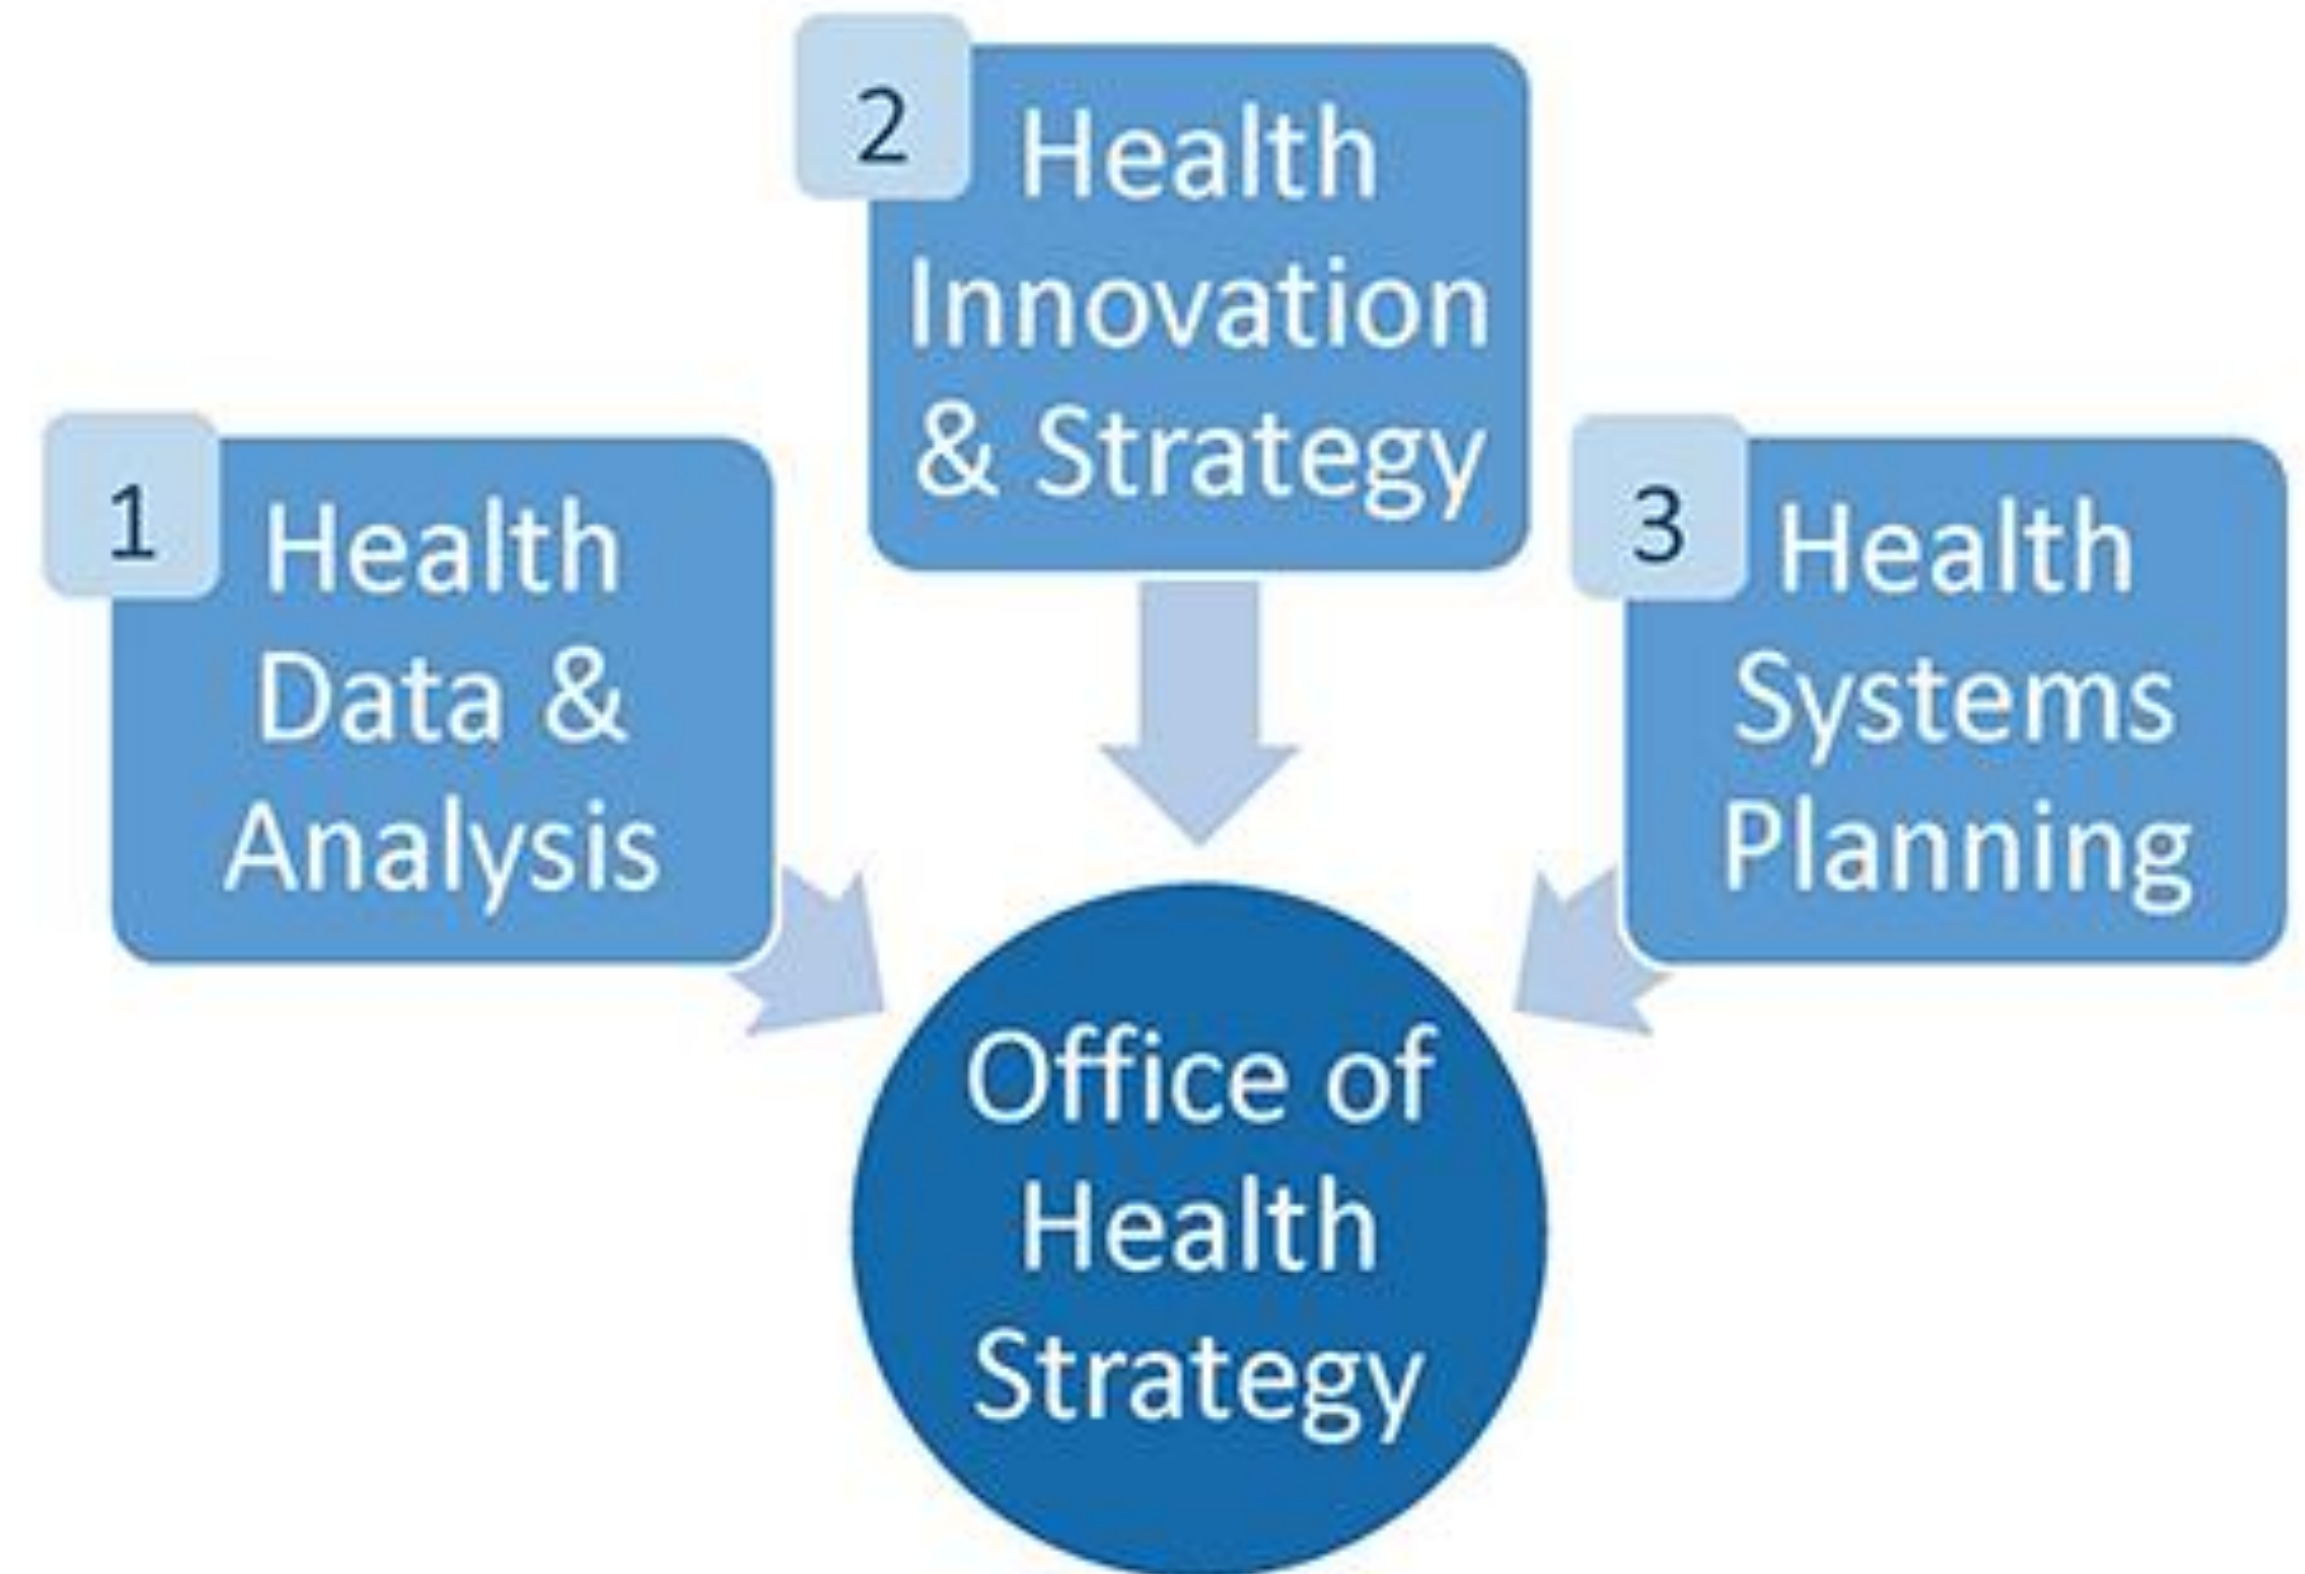 1
Health
Data &
Analysis
2
Health
Innovation
& Strategy
3
Health
Systems
Planning
Office of
Health
Strategy